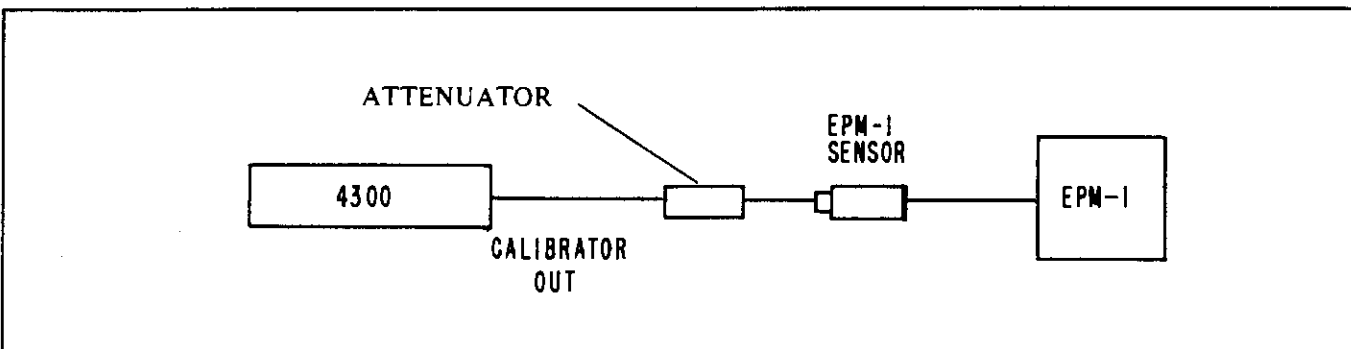 ATTENUATOR
EPM-1
SENSOR
4300
EPM-1
CALIBRATOR
OUT